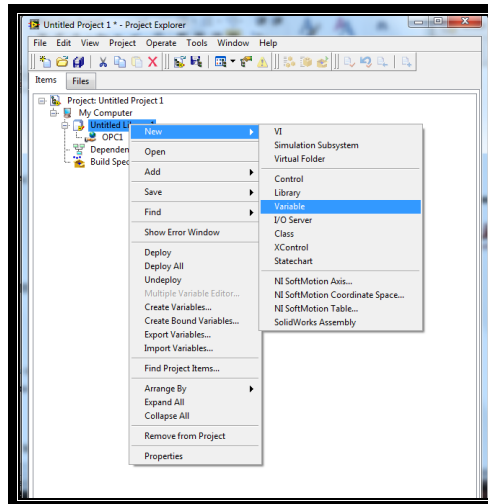 Untitled Project 1 * - Project Explorer
File Edit View Project Operate Tools Window Help
Items Files
Project: Untitled Project 1
My Computer
Untitled
OPC1
Dependen
Build Spec
New
Open
Add
Save
Find
Show Error Window
Deploy
Deploy All
Undeploy
Multiple Variable Editor...
Create Variables...
Create Bound Variables...
Export Variables...
Import Variables...
Find Project Items...
Arrange By
Expand All
Collapse All
Remove from Project
Properties
VI
Simulation Subsystem
Virtual Folder
Control
Library
Variable
I/O Server
Class
XControl
Statechart
NI SoftMotion Axis...
NI SoftMotion Coordinate Space...
NI SoftMotion Table...
SolidWorks Assembly